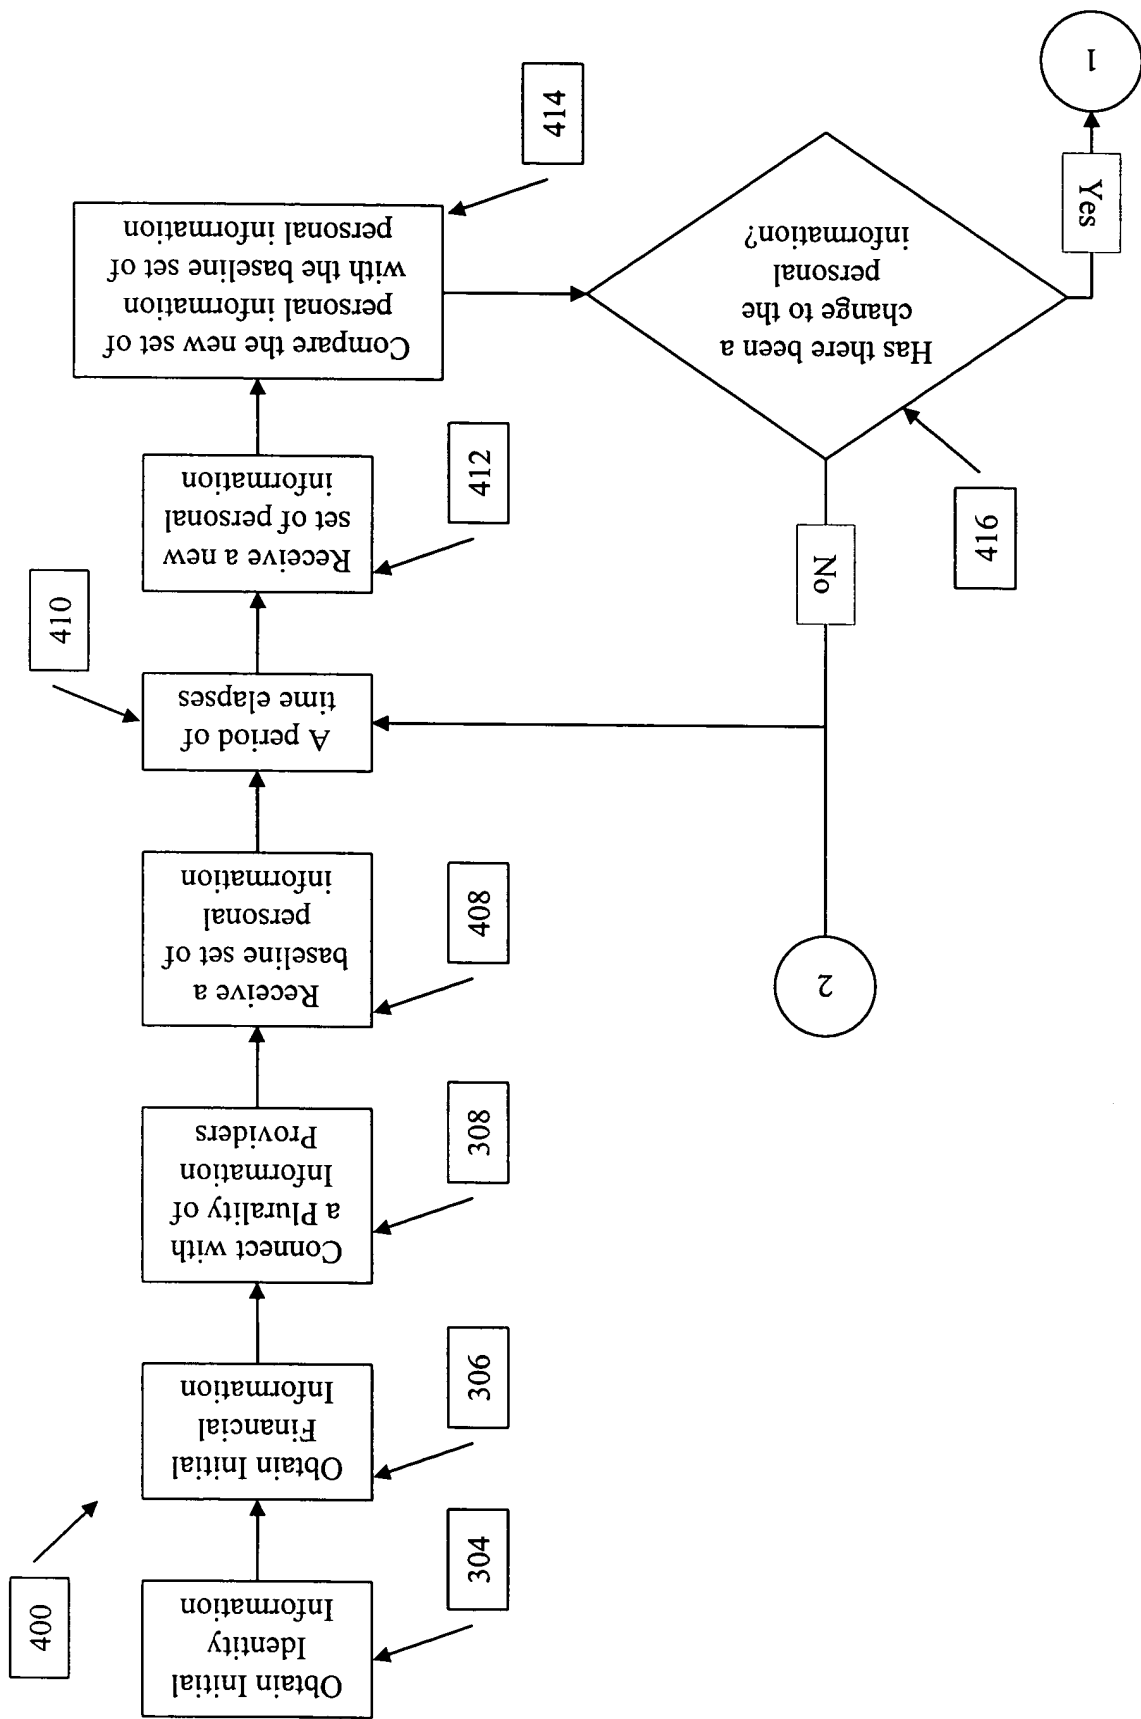 400
Obtain Initial
Identity
Information
304
Obtain Initial
Financial
Information
306
Connect with
a Plurality of
Information
Providers
308
Receive a
baseline set of
personal
information
408
A period of
time elapses
410
Receive a new
set of personal
information
412
Compare the new set of
personal information
with the baseline set of
personal information
414
Has there been a
change to the
personal
information?
416
No
Yes
1
2